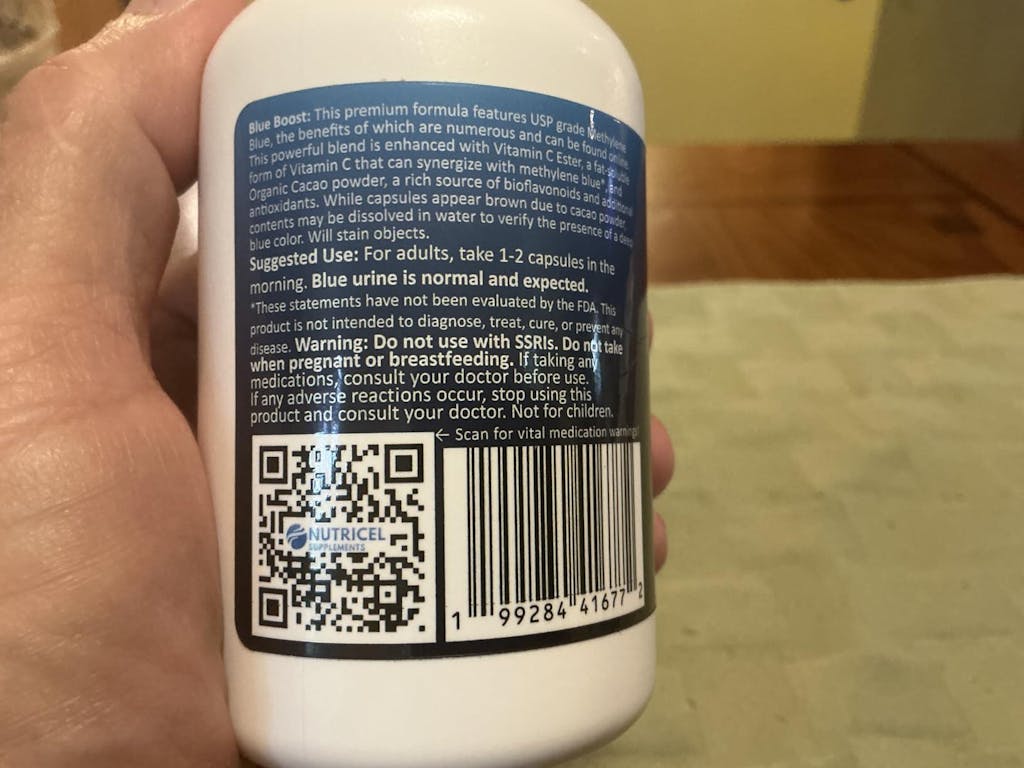 Blue Boost: This premium formula features USP grade Methylene
Blue, the benefits of which are numerous and can be found online.
This powerful blend is enhanced with Vitamin C Ester, a fat-soluble
form of Vitamin C that can synergize with methylene blue*, and
Organic Cacao powder, a rich source of bioflavonoids and additional
antioxidants. While capsules appear brown due to cacao powder,
contents may be dissolved in water to verify the presence of a deep
blue color. Will stain objects.
Suggested Use: For adults, take 1-2 capsules in the
morning. Blue urine is normal and expected.
*These statements have not been evaluated by the FDA. This
product is not intended to diagnose, treat, cure, or prevent any
disease. Warning: Do not use with SSRIs. Do not take
when pregnant or breastfeeding. If taking any
medications, consult your doctor before use.
If any adverse reactions occur, stop using this
product and consult your doctor. Not for children.
← Scan for vital medication warnings!
NUTRICEL
SUPPLEMENTS
1 99284 41677 2